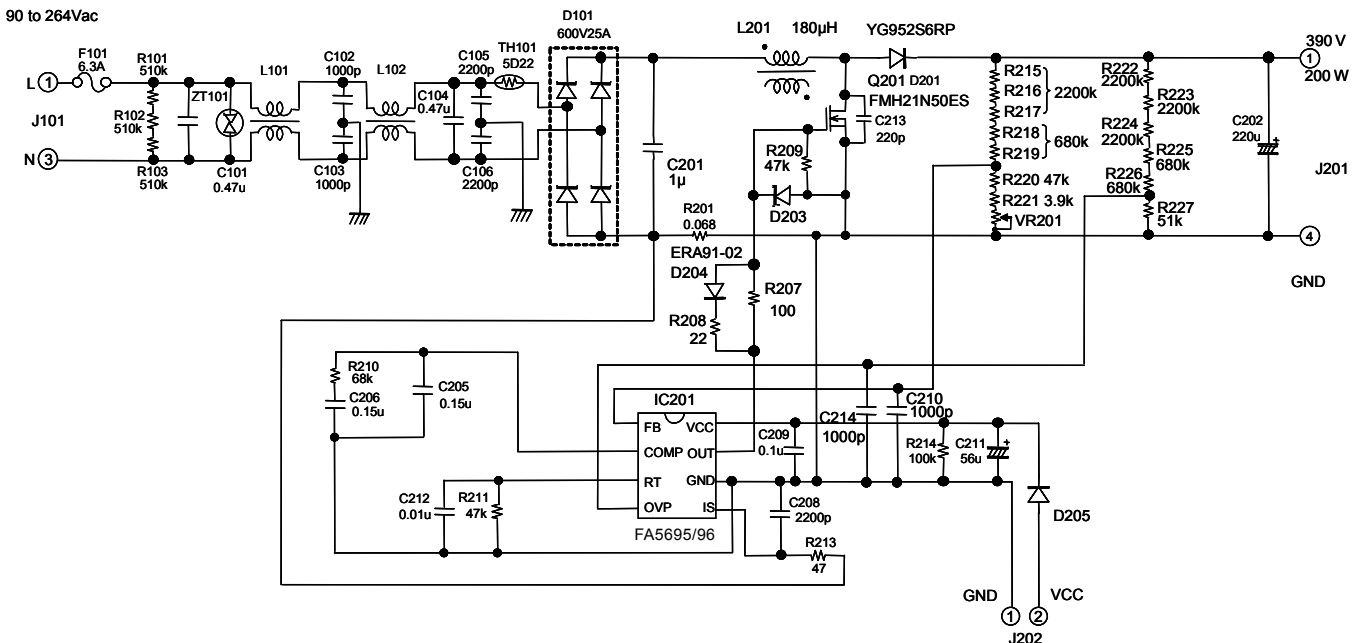 90 to 264Vac
F101
6.3A
L 1
J101
N 3
R101
510k
R102
510k
R103
510k
ZT101
C101
0.47u
L101
C102
1000p
C103
1000p
L102
C104
0.47u
C105
2200p
C106
2200p
TH101
5D22
D101
600V25A
C201
1µ
L201 180µH
YG952S6RP
Q201 D201
FMH21N50ES
C213
220p
R209
47k
D203
R201
0.068
ERA91-02
D204
R207
100
R208
22
R215
R216
R217
2200k
R218
R219
680k
R220 47k
R221 3.9k
VR201
R222
2200k
R223
2200k
R224
2200k
R225
680k
R226
680k
R227
51k
C202
220u
+
390 V
1
200 W
J201
4
GND
R210
68k
C206
0.15u
C205
0.15u
C212
0.01u
R211
47k
IC201
FB VCC
COMP OUT
RT GND
OVP IS
FA5695/96
C209
0.1u
C208
2200p
R213
47
C214
1000p
C210
1000p
R214
100k
C211
56u
+
D205
GND VCC
1 2
J202